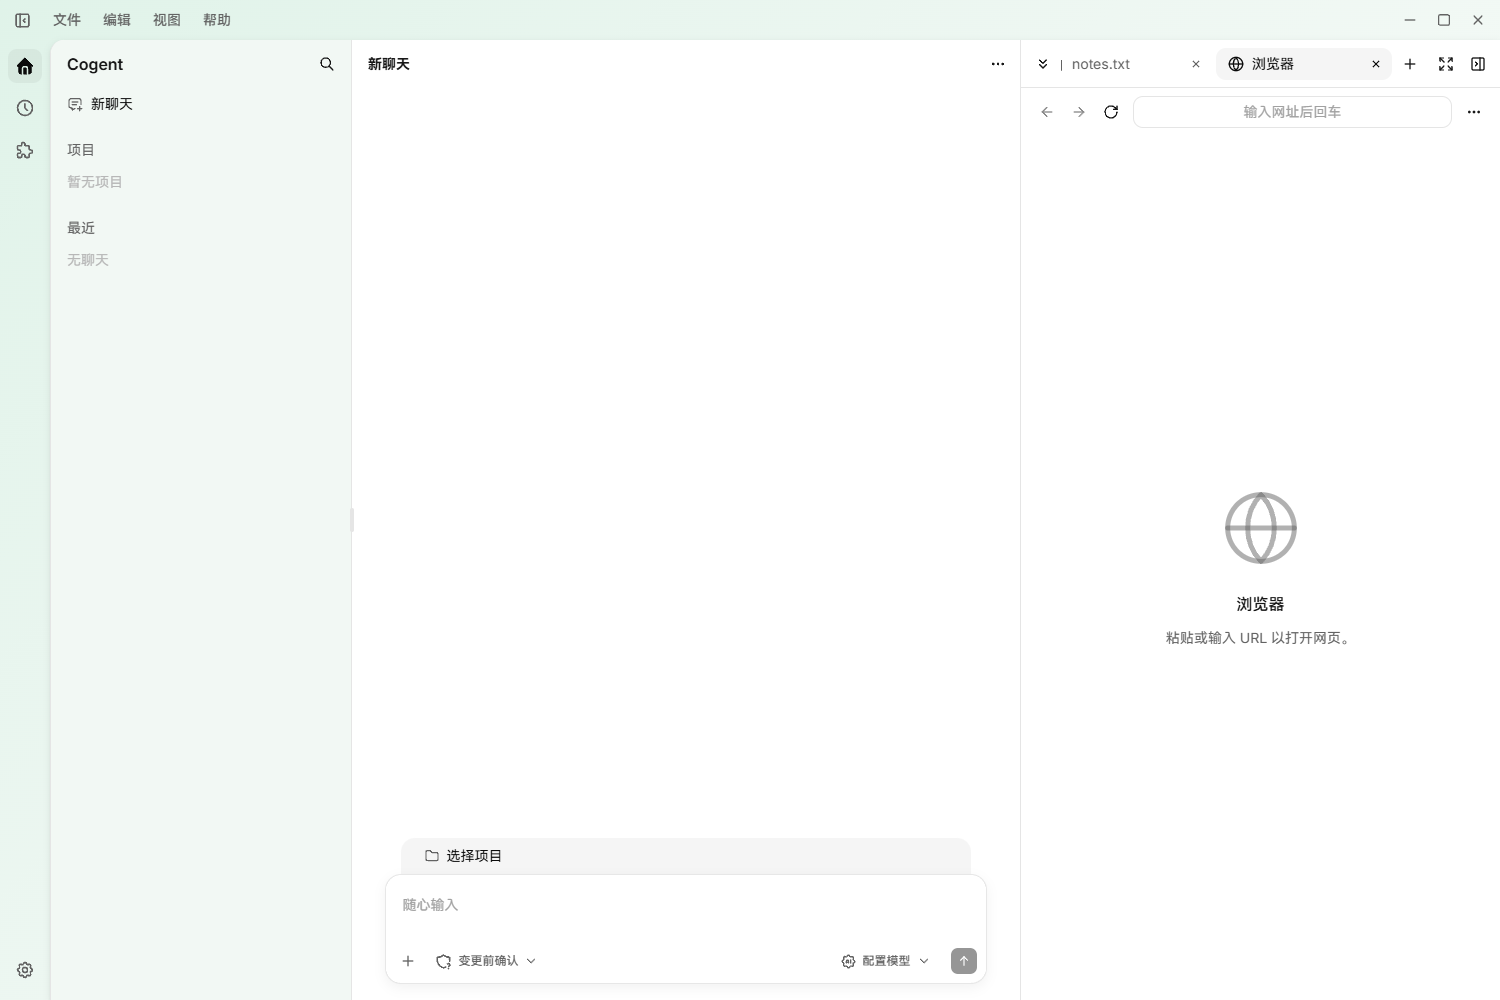 文件 编辑 视图 帮助
Cogent
新聊天
项目
暂无项目
最近
无聊天
新聊天
选择项目
随心输入
变更前确认
配置模型
notes.txt
浏览器
输入网址后回车
浏览器
粘贴或输入 URL 以打开网页。